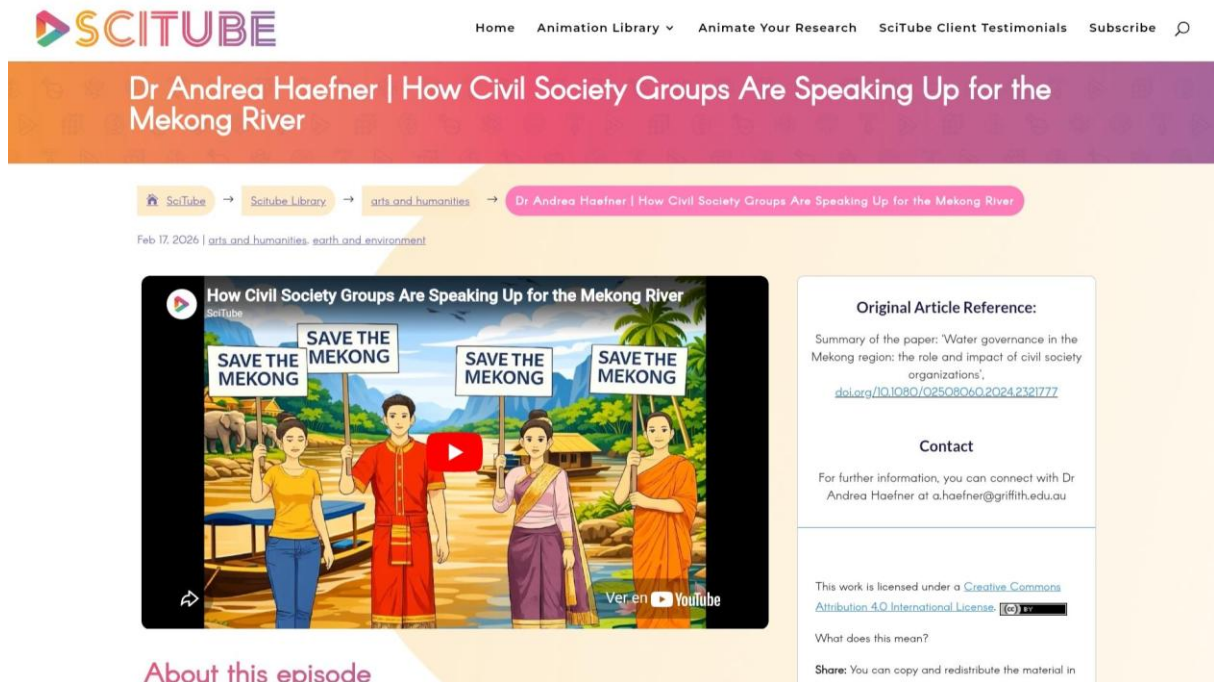 SCITUBE
Home Animation Library Animate Your Research SciTube Client Testimonials Subscribe
Dr Andrea Haefner | How Civil Society Groups Are Speaking Up for the
Mekong River
SciTube → Scitube Library → arts and humanities → Dr Andrea Haefner | How Civil Society Groups Are Speaking Up for the Mekong River
Feb 17, 2026 | arts and humanities, earth and environment
How Civil Society Groups Are Speaking Up for the Mekong River
SciTube
SAVE THE
MEKONG
SAVE THE
MEKONG
SAVE THE
MEKONG
SAVE THE
MEKONG
Ver en YouTube
About this episode
Original Article Reference:
Summary of the paper: ‘Water governance in the
Mekong region: the role and impact of civil society
organizations’,
doi.org/10.1080/02508060.2024.2321777
Contact
For further information, you can connect with Dr
Andrea Haefner at a.haefner@griffith.edu.au
This work is licensed under a Creative Commons
Attribution 4.0 International License. (cc) BY
What does this mean?
Share: You can copy and redistribute the material in